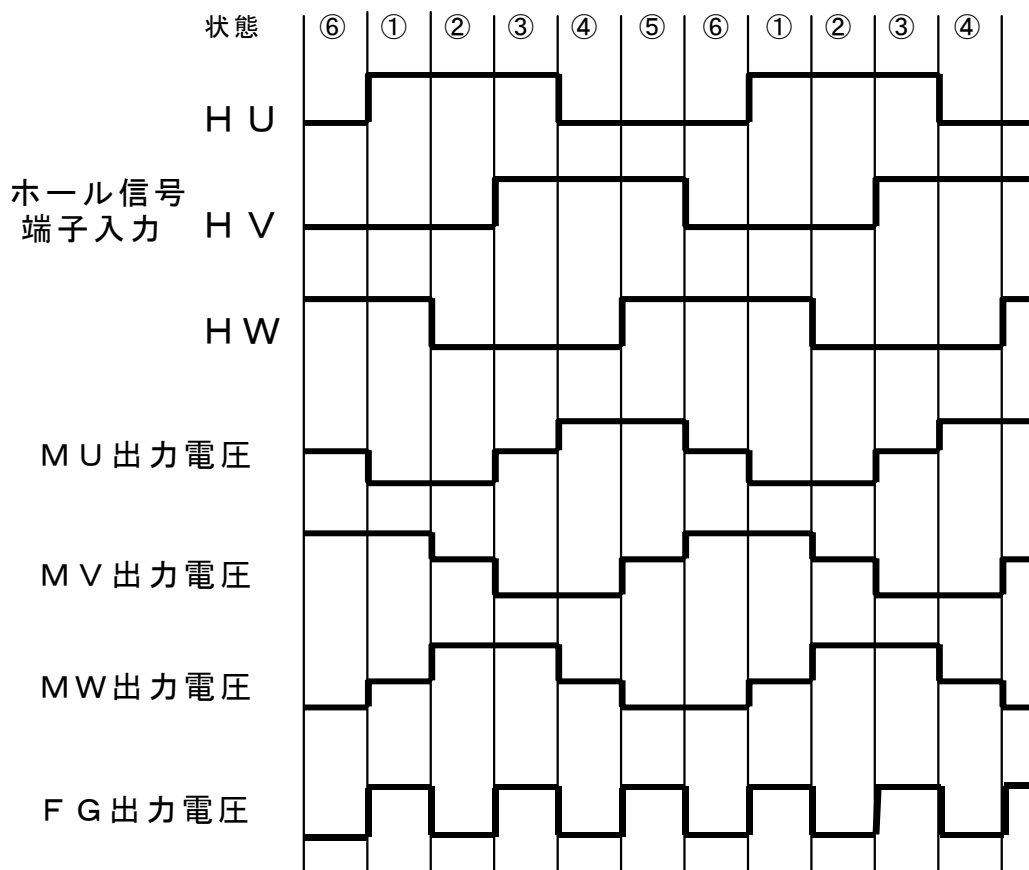 状態 ⑥ ① ② ③ ④ ⑤ ⑥ ① ② ③ ④
ＨＵ
ホール信号
端子入力 ＨＶ
ＨＷ
ＭＵ出力電圧
ＭＶ出力電圧
ＭＷ出力電圧
ＦＧ出力電圧